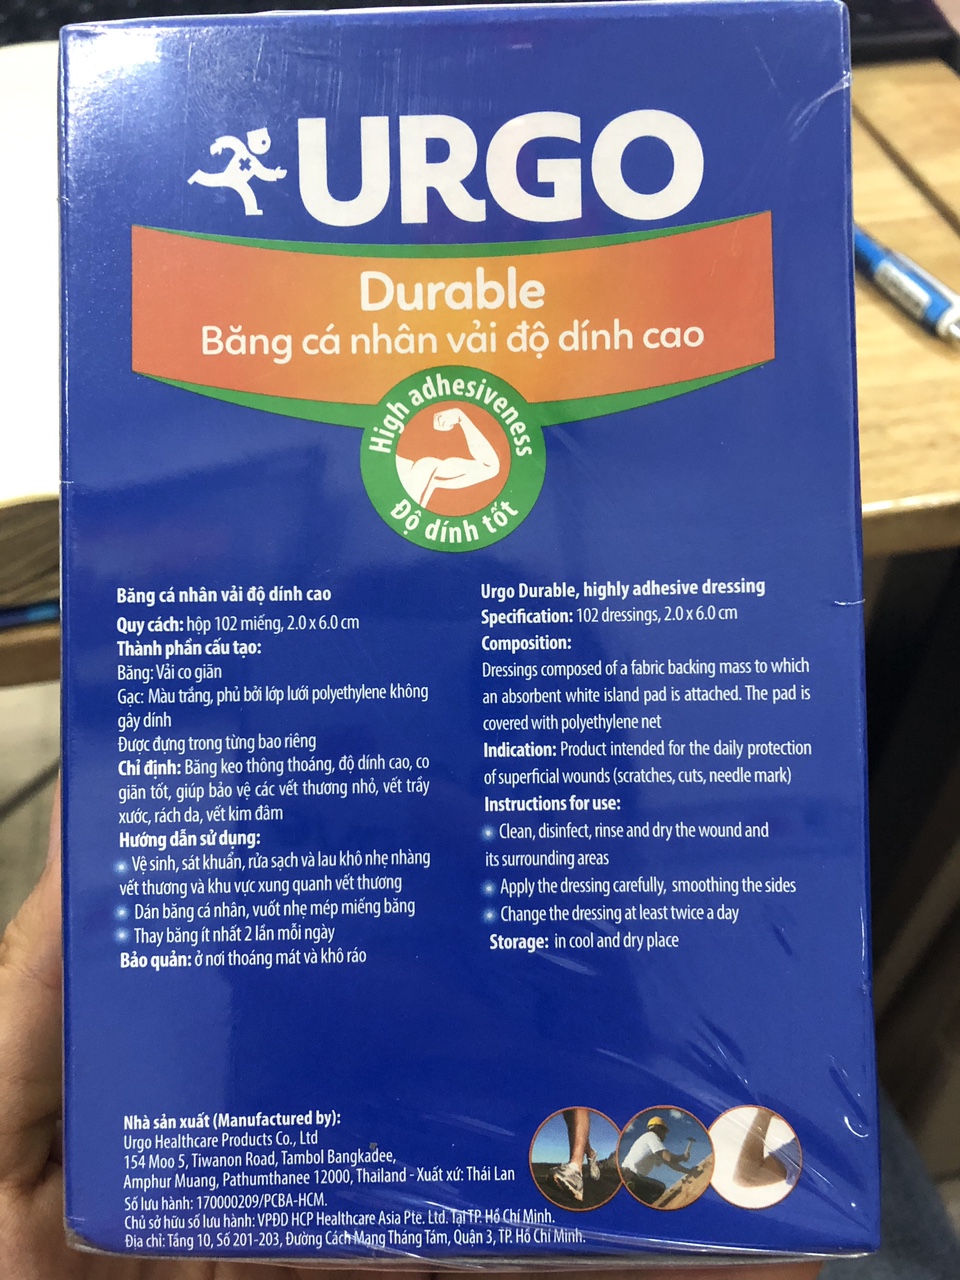 URGO
Durable
Băng cá nhân vải độ dính cao
High adhesiveness
Độ dính tốt
Băng cá nhân vải độ dính cao
Quy cách: hộp 102 miếng, 2.0 x 6.0 cm
Thành phần cấu tạo:
Băng: Vải co giãn
Gạc: Màu trắng, phủ bởi lớp lưới polyethylene không
gây dính
Được đựng trong từng bao riêng
Chỉ định: Băng keo thông thoáng, độ dính cao, co
giãn tốt, giúp bảo vệ các vết thương nhỏ, vết trầy
xước, rách da, vết kim đâm
Hướng dẫn sử dụng:
Vệ sinh, sát khuẩn, rửa sạch và lau khô nhẹ nhàng
vết thương và khu vực xung quanh vết thương
Dán băng cá nhân, vuốt nhẹ mép miếng băng
Thay băng ít nhất 2 lần mỗi ngày
Bảo quản: ở nơi thoáng mát và khô ráo
Urgo Durable, highly adhesive dressing
Specification: 102 dressings, 2.0 x 6.0 cm
Composition:
Dressings composed of a fabric backing mass to which
an absorbent white island pad is attached. The pad is
covered with polyethylene net
Indication: Product intended for the daily protection
of superficial wounds (scratches, cuts, needle mark)
Instructions for use:
Clean, disinfect, rinse and dry the wound and
its surrounding areas
Apply the dressing carefully, smoothing the sides
Change the dressing at least twice a day
Storage: in cool and dry place
Nhà sản xuất (Manufactured by):
Urgo Healthcare Products Co., Ltd
154 Moo 5, Tiwanon Road, Tambol Bangkadee,
Amphur Muang, Pathumthanee 12000, Thailand - Xuất xứ: Thái Lan
Số lưu hành: 170000209/PCBA-HCM.
Chủ sở hữu số lưu hành: VPĐD HCP Healthcare Asia Pte. Ltd. Tại TP. Hồ Chí Minh.
Địa chỉ: Tầng 10, Số 201-203, Đường Cách Mạng Tháng Tám, Quận 3, TP. Hồ Chí Minh.